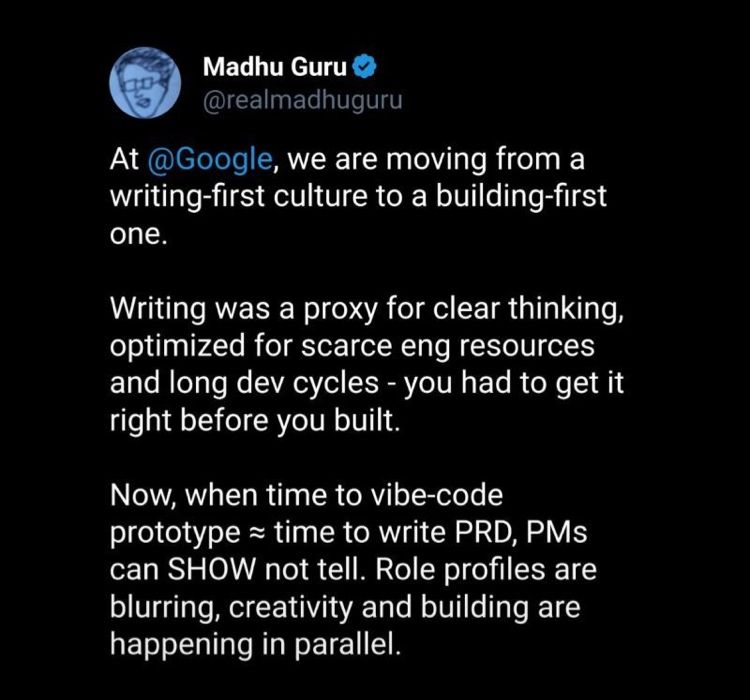 Madhu Guru
@realmadhuguru
At @Google, we are moving from a
writing-first culture to a building-first
one.
Writing was a proxy for clear thinking,
optimized for scarce eng resources
and long dev cycles - you had to get it
right before you built.
Now, when time to vibe-code
prototype ≈ time to write PRD, PMs
can SHOW not tell. Role profiles are
blurring, creativity and building are
happening in parallel.